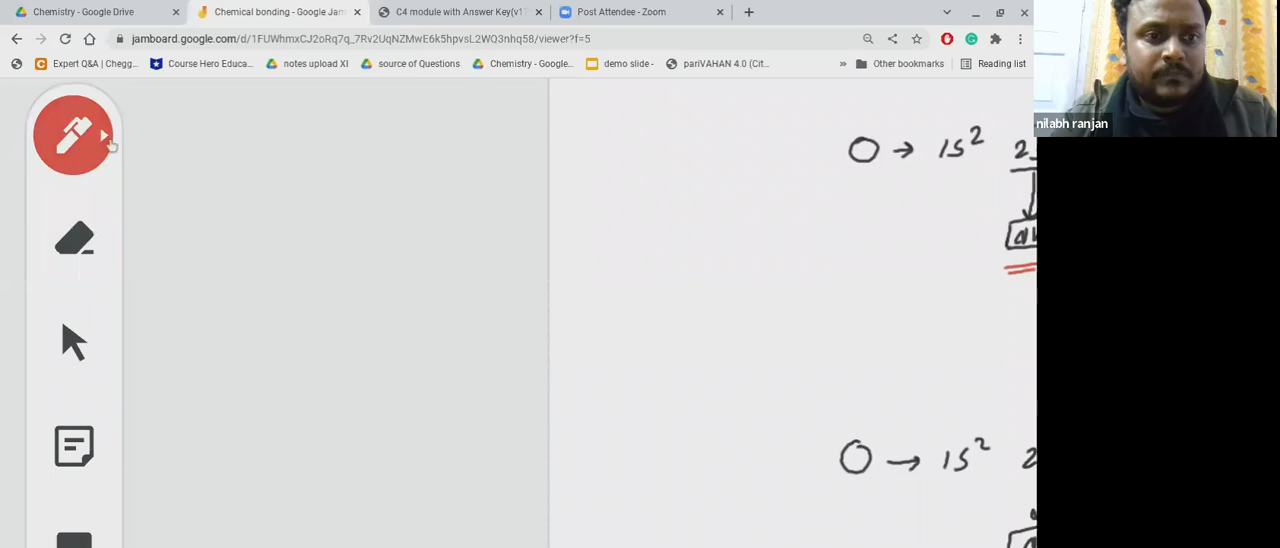 Chemistry - Google Drive
Chemical bonding - Google Jam
C4 module with Answer Key(v1
Post Attendee - Zoom
jamboard.google.com/d/1FUWhmxCJ2oRq7q_7Rv2UqNZMwE6k5hpvsL2WQ3nhq58/viewer?f=5
Expert Q&A | Chegg...
Course Hero Educa...
notes upload XI
source of Questions
Chemistry - Google...
demo slide -
pariVAHAN 4.0 (Cit...
»
Other bookmarks
Reading list
nilabh ranjan
O → 1s² 2s
O → 1s² 2